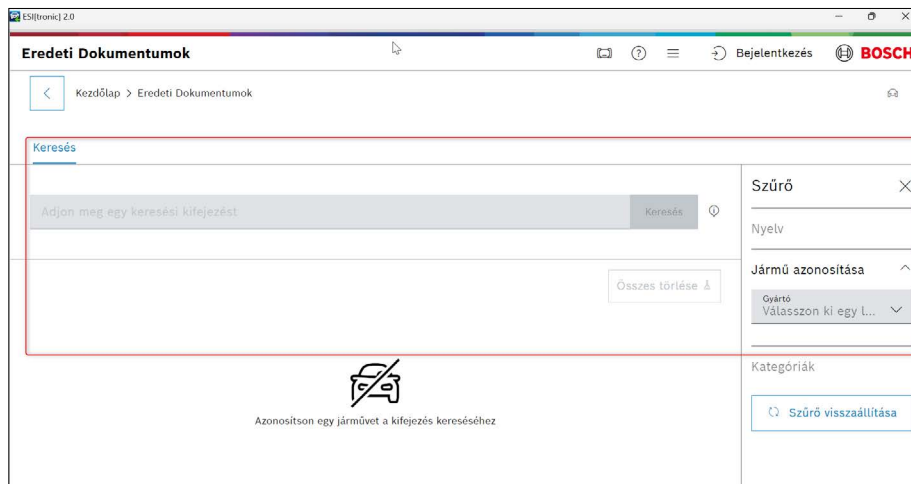 ESI[tronic] 2.0
Eredeti Dokumentumok
Bejelentkezés
BOSCH
Kezdőlap > Eredeti Dokumentumok
Keresés
Szűrő
Adjon meg egy keresési kifejezést
Keresés
Nyelv
Jármű azonosítása
Összes törlése
Gyártó
Válasszon ki egy l...
Kategóriák
Szűrő visszaállítása
Azonosítson egy járművet a kifejezés kereséséhez